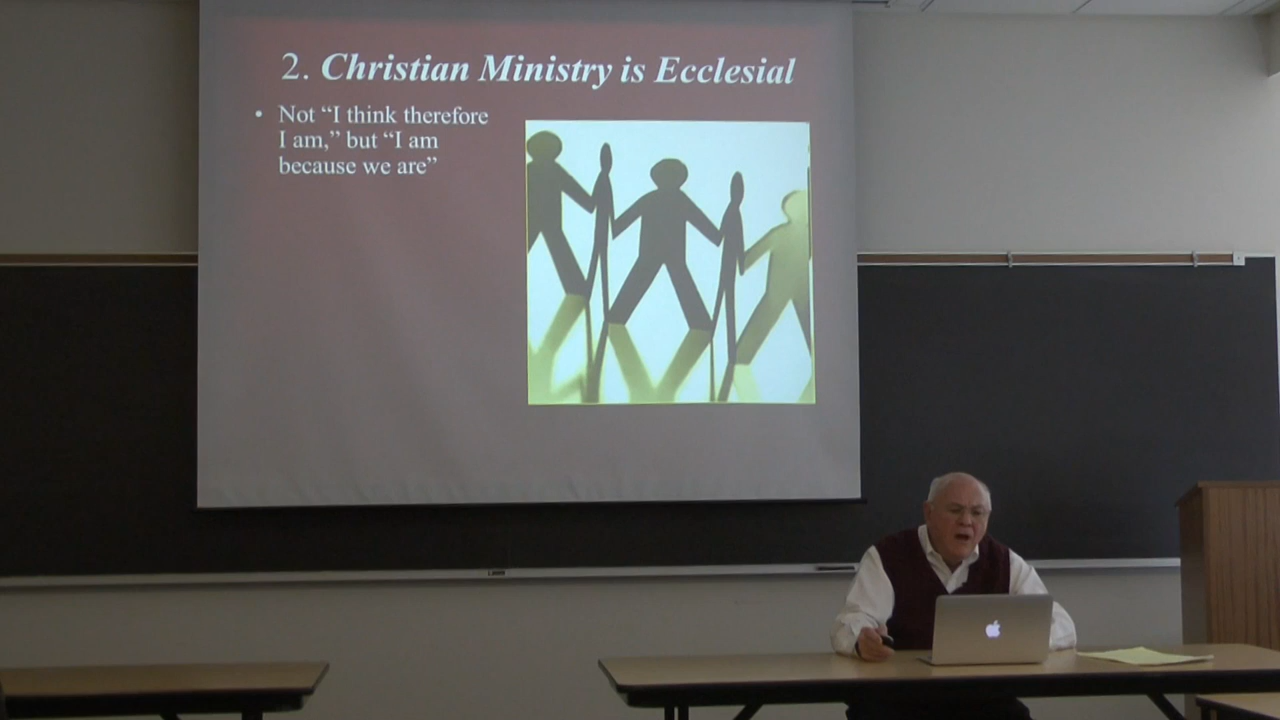 2. Christian Ministry is Ecclesial
• Not “I think therefore
I am,” but “I am
because we are”